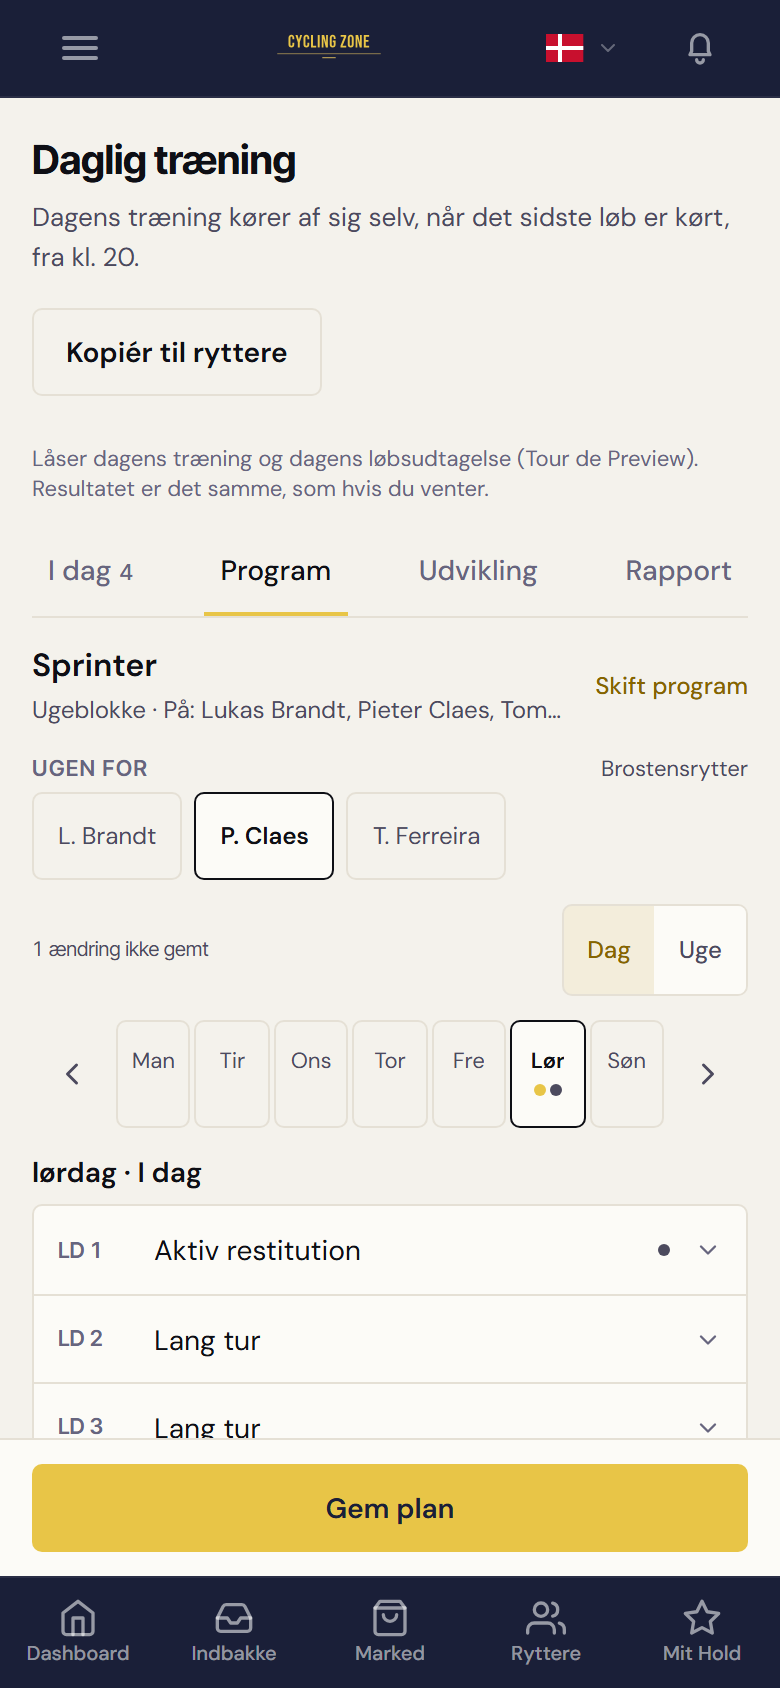 CYCLING ZONE
Daglig træning
Dagens træning kører af sig selv, når det sidste løb er kørt,
fra kl. 20.
Kopiér til ryttere
Låser dagens træning og dagens løbsudtagelse (Tour de Preview).
Resultatet er det samme, som hvis du venter.
I dag 4 Program Udvikling Rapport
Sprinter
Skift program
Ugeblokke · På: Lukas Brandt, Pieter Claes, Tom...
UGEN FOR Brostensrytter
L. Brandt P. Claes T. Ferreira
1 ændring ikke gemt Dag Uge
Man Tir Ons Tor Fre Lør Søn
lørdag · I dag
LD 1 Aktiv restitution
LD 2 Lang tur
LD 3 Lang tur
Gem plan
Dashboard Indbakke Marked Ryttere Mit Hold